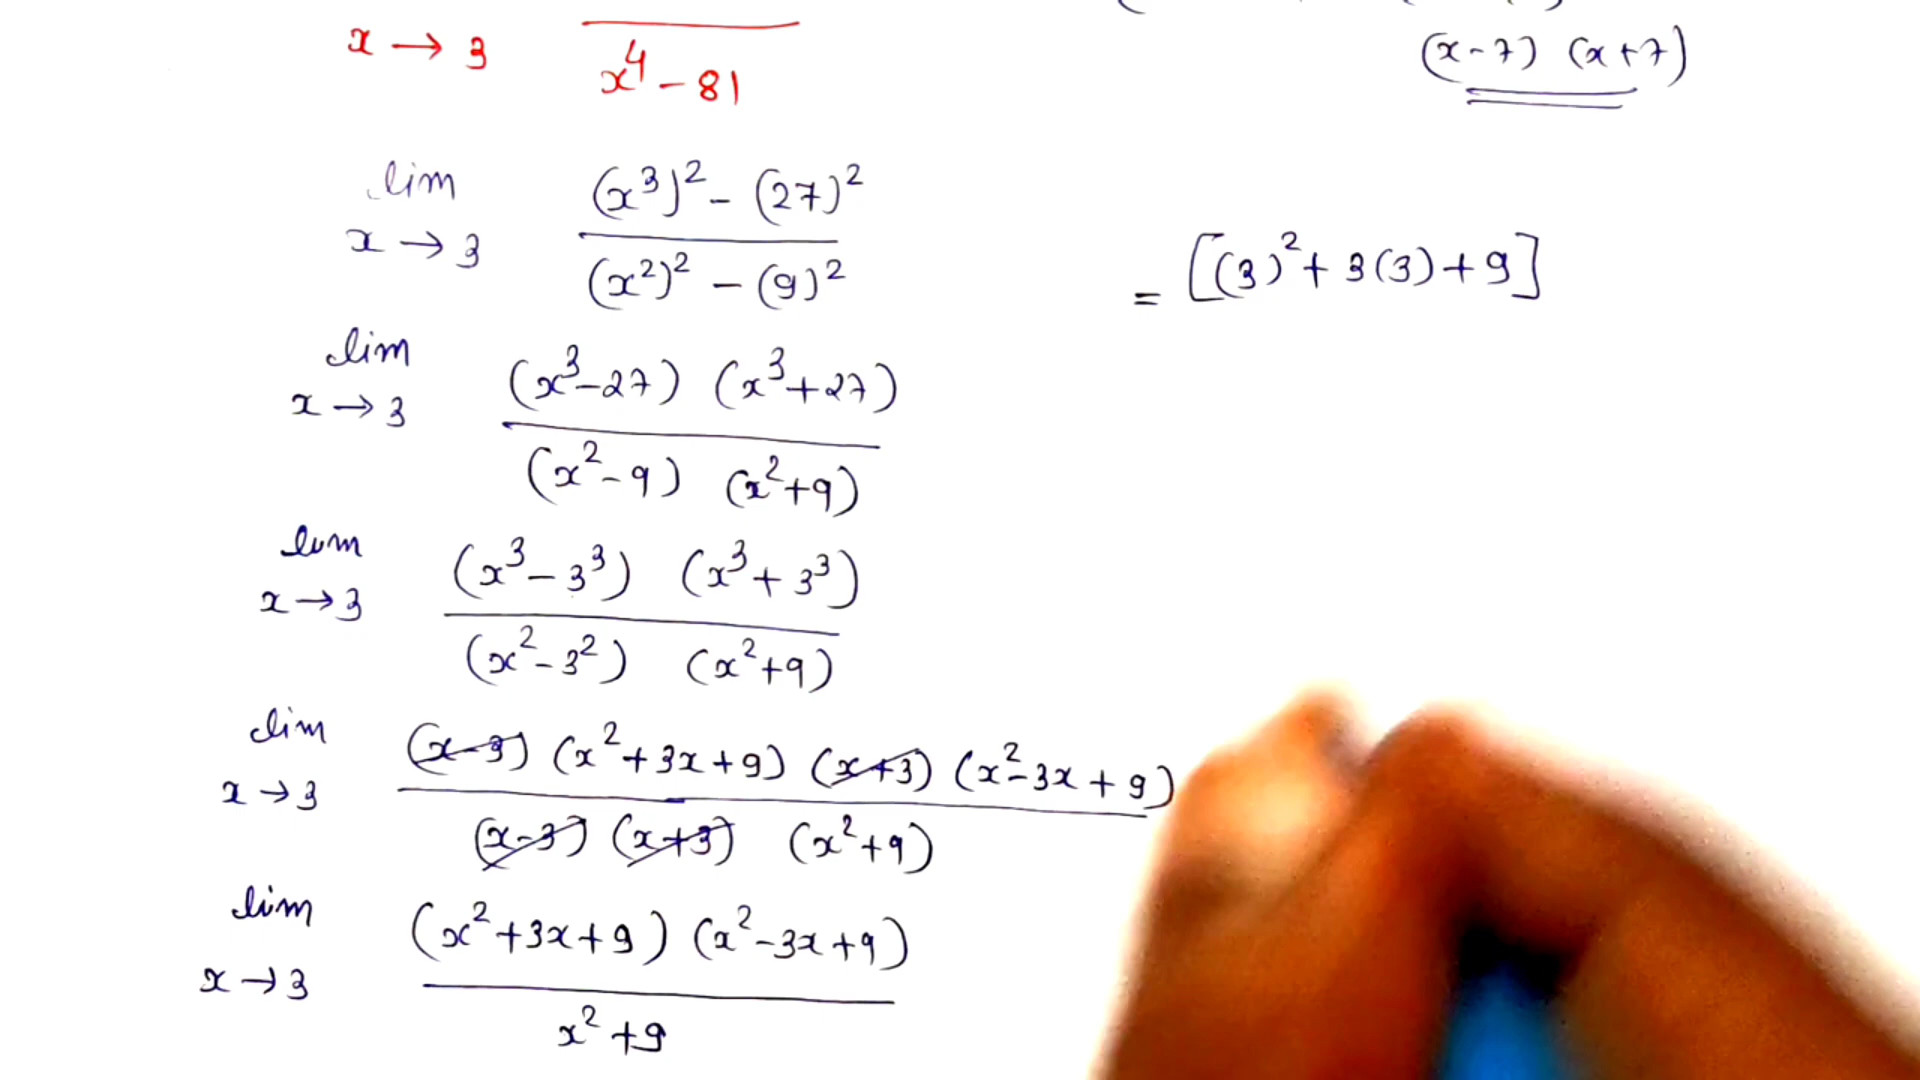 x → 3
x⁴ - 81
(x-7) (x+7)
lim (x³)² - (27)²
x → 3 (x²)² - (9)²
= [(3)² + 3(3) + 9]
lim (x³-27) (x³+27)
x → 3 (x²-9) (x²+9)
lim (x³ - 3³) (x³ + 3³)
x → 3 (x² - 3²) (x²+9)
lim (x-3) (x²+3x+9) (x+3) (x²-3x+9)
x → 3 (x-3) (x+3) (x²+9)
lim (x²+3x+9) (x²-3x+9)
x → 3 x²+9